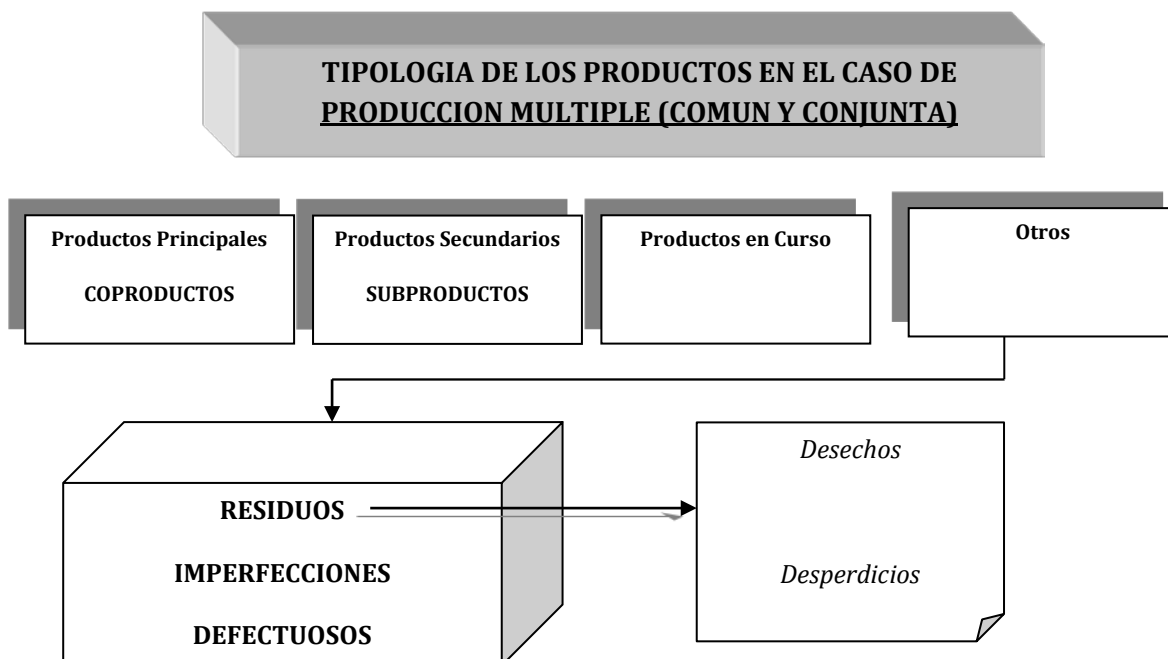 TIPOLOGIA DE LOS PRODUCTOS EN EL CASO DE
PRODUCCION MULTIPLE (COMUN Y CONJUNTA)
Productos Principales
COPRODUCTOS
Productos Secundarios
SUBPRODUCTOS
Productos en Curso
Otros
RESIDUOS
IMPERFECCIONES
DEFECTUOSOS
Desechos
Desperdicios